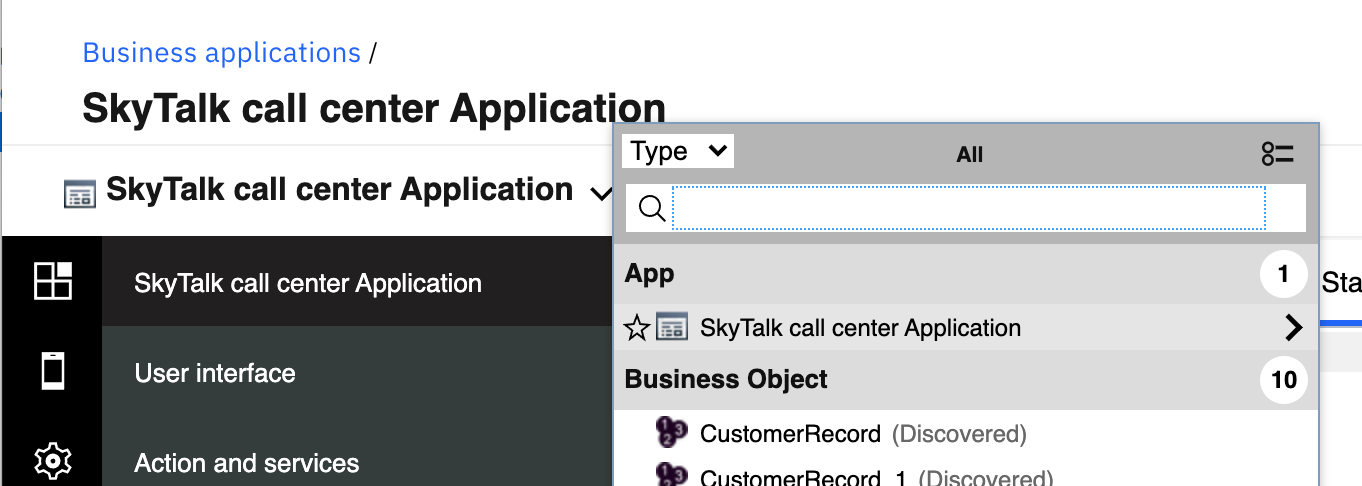 Business applications /
SkyTalk call center Application
SkyTalk call center Application
SkyTalk call center Application
User interface
Action and services
Type
All
App
1
SkyTalk call center Application
Business Object
10
CustomerRecord (Discovered)
CustomerRecord_1 (Discovered)
Sta